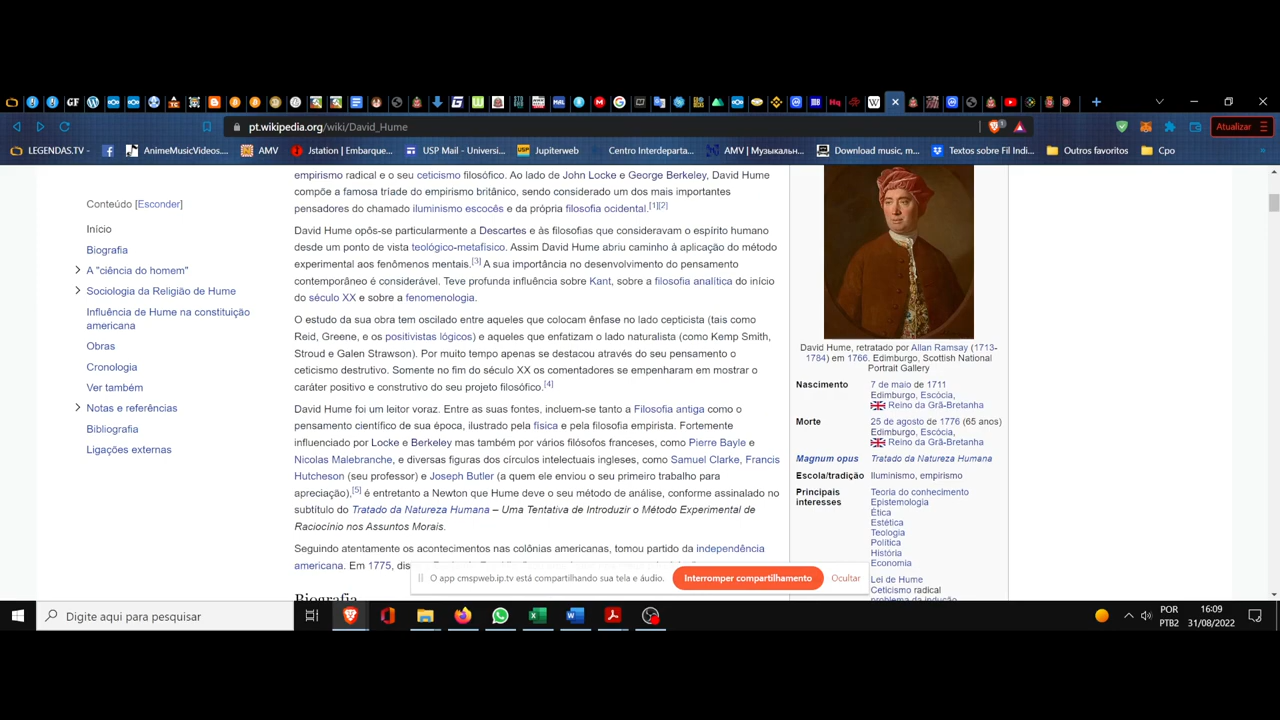 pt.wikipedia.org/wiki/David_Hume
Atualizar
LEGENDAS.TV - ...
AnimeMusicVideos....
AMV
Jstation | Embarque...
USP Mail - Universi...
Jupiterweb
Centro Interdeparta...
AMV | Музыкальн...
Download music, m...
Textos sobre Fil Indi...
Outros favoritos
Cpo
Conteúdo [Esconder]
Início
Biografia
A "ciência do homem"
Sociologia da Religião de Hume
Influência de Hume na constituição
americana
Obras
Cronologia
Ver também
Notas e referências
Bibliografia
Ligações externas
empirismo radical e o seu ceticismo filosófico. Ao lado de John Locke e George Berkeley, David Hume
compõe a famosa tríade do empirismo britânico, sendo considerado um dos mais importantes
pensadores do chamado iluminismo escocês e da própria filosofia ocidental.[1][2]
David Hume opôs-se particularmente a Descartes e às filosofias que consideravam o espírito humano
desde um ponto de vista teológico-metafísico. Assim David Hume abriu caminho à aplicação do método
experimental aos fenômenos mentais.[3] A sua importância no desenvolvimento do pensamento
contemporâneo é considerável. Teve profunda influência sobre Kant, sobre a filosofia analítica do início
do século XX e sobre a fenomenologia.
O estudo da sua obra tem oscilado entre aqueles que colocam ênfase no lado cepticista (tais como
Reid, Greene, e os positivistas lógicos) e aqueles que enfatizam o lado naturalista (como Kemp Smith,
Stroud e Galen Strawson). Por muito tempo apenas se destacou através do seu pensamento o
ceticismo destrutivo. Somente no fim do século XX os comentadores se empenharam em mostrar o
caráter positivo e construtivo do seu projeto filosófico.[4]
David Hume foi um leitor voraz. Entre as suas fontes, incluem-se tanto a Filosofia antiga como o
pensamento científico de sua época, ilustrado pela física e pela filosofia empirista. Fortemente
influenciado por Locke e Berkeley mas também por vários filósofos franceses, como Pierre Bayle e
Nicolas Malebranche, e diversas figuras dos círculos intelectuais ingleses, como Samuel Clarke, Francis
Hutcheson (seu professor) e Joseph Butler (a quem ele enviou o seu primeiro trabalho para
apreciação),[5] é entretanto a Newton que Hume deve o seu método de análise, conforme assinalado no
subtítulo do Tratado da Natureza Humana – Uma Tentativa de Introduzir o Método Experimental de
Raciocínio nos Assuntos Morais.
Seguindo atentamente os acontecimentos nas colônias americanas, tomou partido da independência
americana. Em 1775, dis
Biografia
David Hume, retratado por Allan Ramsay (1713-
1784) em 1766. Edimburgo, Scottish National
Portrait Gallery
Nascimento 7 de maio de 1711
Edimburgo, Escócia,
Reino da Grã-Bretanha
Morte 25 de agosto de 1776 (65 anos)
Edimburgo, Escócia,
Reino da Grã-Bretanha
Magnum opus Tratado da Natureza Humana
Escola/tradição Iluminismo, empirismo
Principais Teoria do conhecimento
interesses Epistemologia
Ética
Estética
Teologia
Política
História
Economia
Lei de Hume
Ceticismo radical
problema da indução
O app cmspweb.ip.tv está compartilhando sua tela e áudio.
Interromper compartilhamento
Ocultar
Digite aqui para pesquisar
POR
PTB2
16:09
31/08/2022